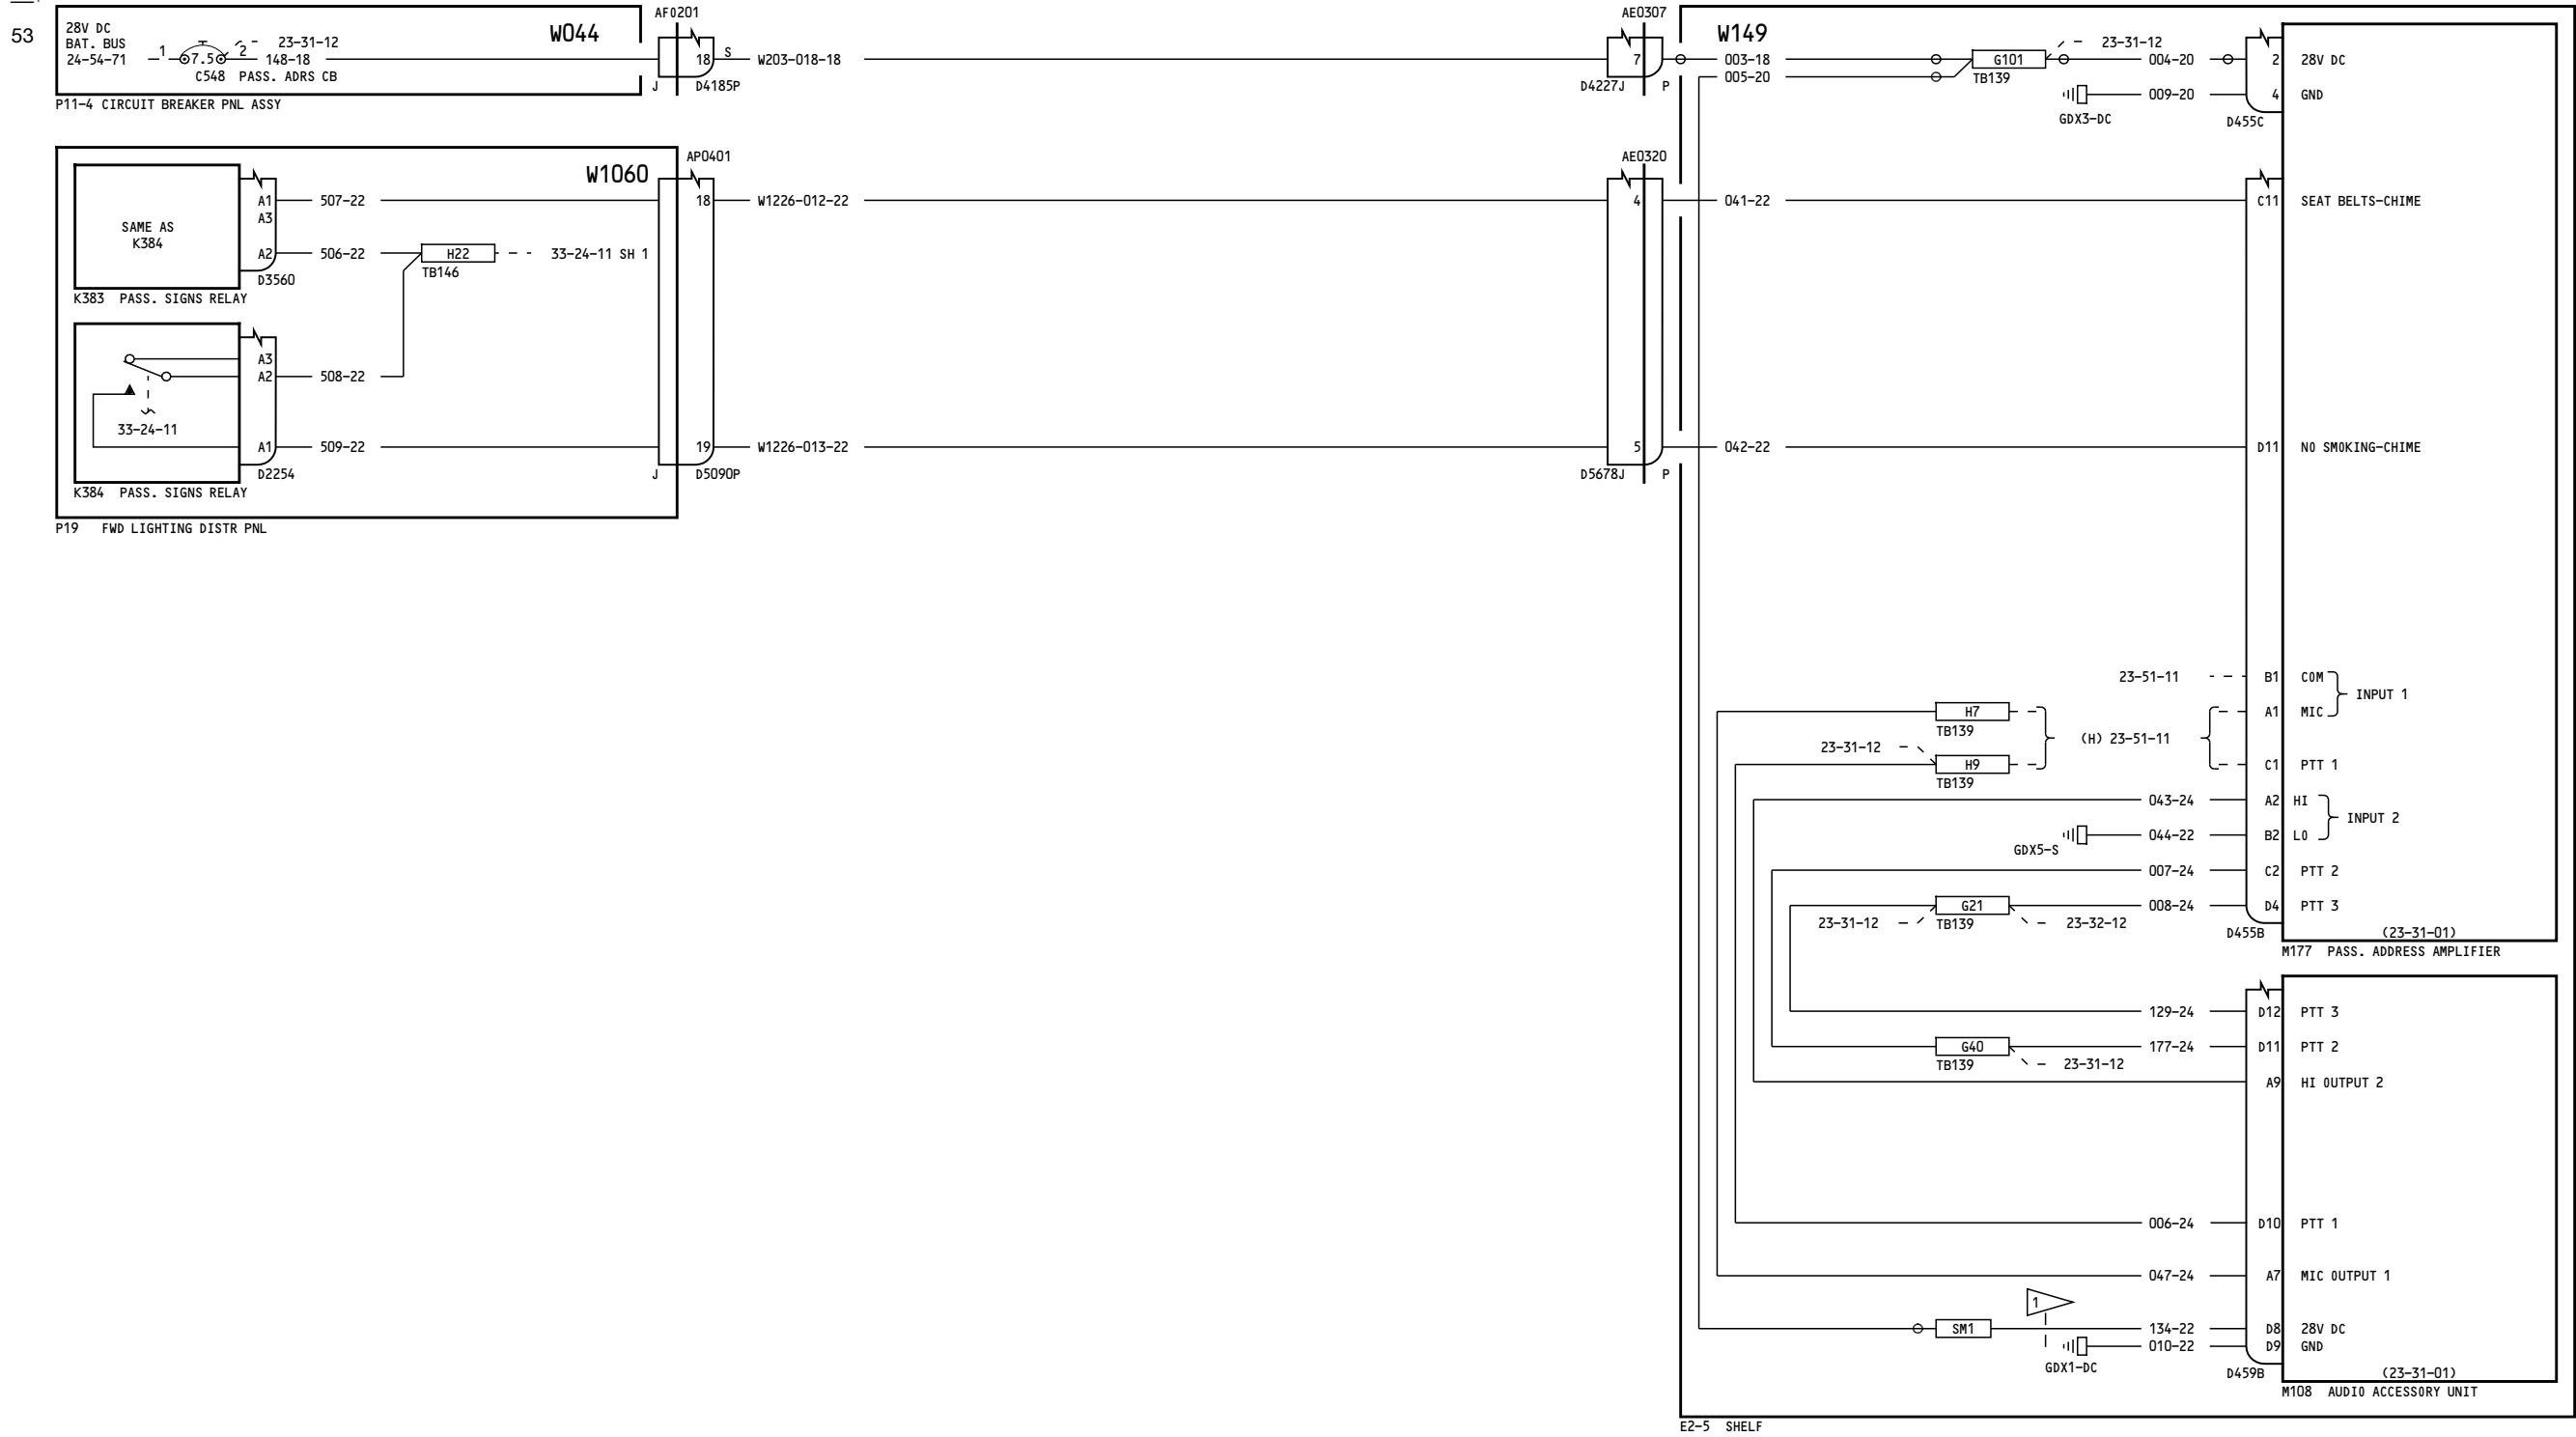 53
28V DC
BAT. BUS
24-54-71
1
7.5
2
23-31-12
148-18
C548 PASS. ADRS CB
W044
P11-4 CIRCUIT BREAKER PNL ASSY
AF0201
18
S
J
D4185P
W203-018-18
AE0307
7
D4227J
P
W149
003-18
005-20
G101
TB139
23-31-12
004-20
2
28V DC
GDX3-DC
009-20
4
GND
D455C
SAME AS
K384
A1
A3
A2
D3560
K383 PASS. SIGNS RELAY
507-22
506-22
H22
TB146
33-24-11 SH 1
W1060
AP0401
18
W1226-012-22
AE0320
4
041-22
C11
SEAT BELTS-CHIME
33-24-11
A3
A2
A1
D2254
K384 PASS. SIGNS RELAY
508-22
509-22
19
J
D5090P
W1226-013-22
5
D5678J
P
042-22
D11
NO SMOKING-CHIME
P19 FWD LIGHTING DISTR PNL
23-51-11
B1
COM
INPUT 1
H7
TB139
A1
MIC
(H) 23-51-11
23-31-12
H9
TB139
C1
PTT 1
043-24
A2
HI
INPUT 2
GDX5-S
044-22
B2
LO
007-24
C2
PTT 2
23-31-12
G21
TB139
23-32-12
008-24
D4
PTT 3
D455B
(23-31-01)
M177 PASS. ADDRESS AMPLIFIER
129-24
D12
PTT 3
G40
TB139
23-31-12
177-24
D11
PTT 2
A9
HI OUTPUT 2
006-24
D10
PTT 1
047-24
A7
MIC OUTPUT 1
1
SM1
134-22
D8
28V DC
GDX1-DC
010-22
D9
GND
D459B
(23-31-01)
M108 AUDIO ACCESSORY UNIT
E2-5 SHELF